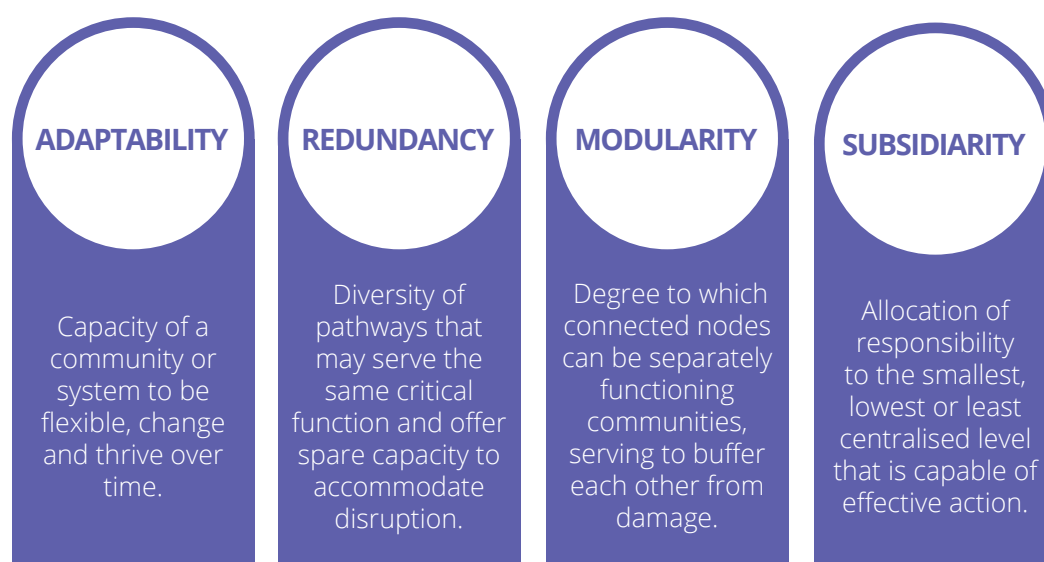 ADAPTABILITY
Capacity of a
community or
system to be
flexible, change
and thrive over
time.
REDUNDANCY
Diversity of
pathways that
may serve the
same critical
function and offer
spare capacity to
accommodate
disruption.
MODULARITY
Degree to which
connected nodes
can be separately
functioning
communities,
serving to buffer
each other from
damage.
SUBSIDIARITY
Allocation of
responsibility
to the smallest,
lowest or least
centralised level
that is capable of
effective action.